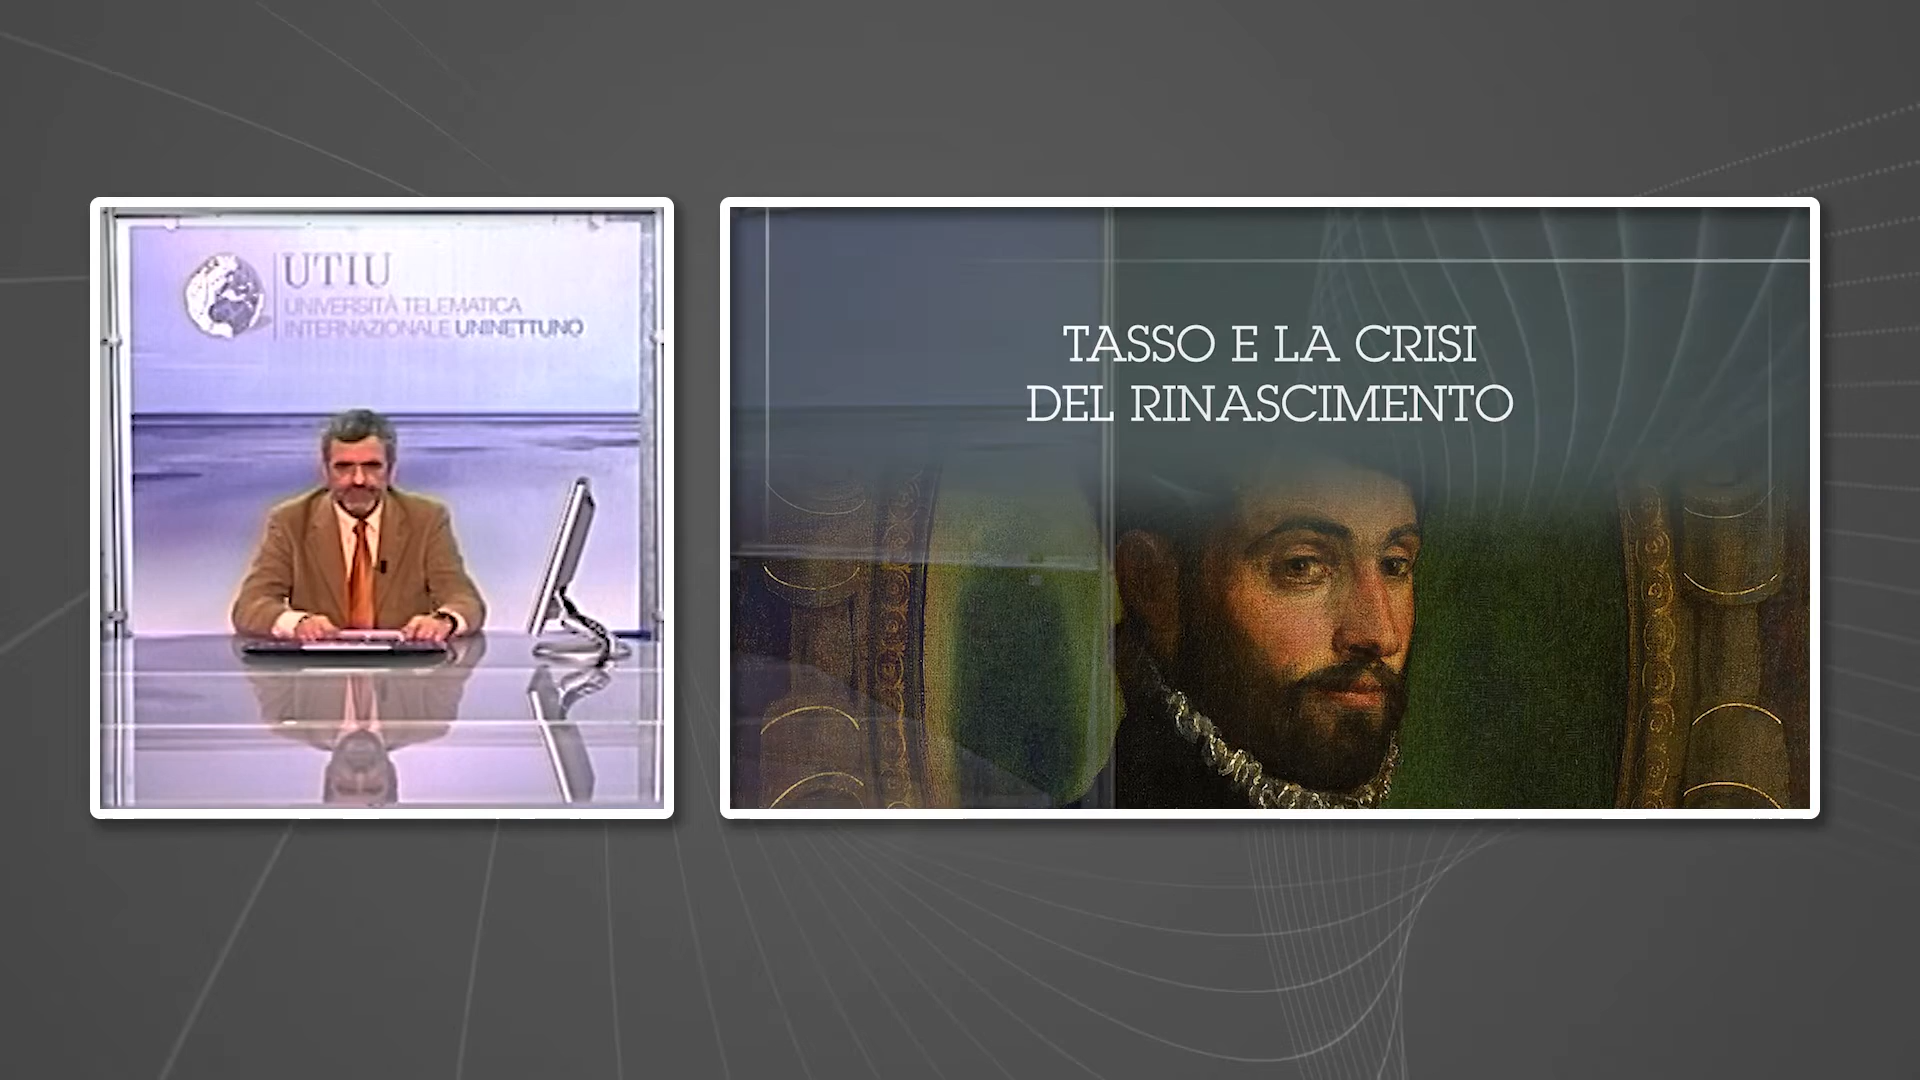 UTIU
UNIVERSITÀ TELEMATICA
INTERNAZIONALE UNINETTUNO
TASSO E LA CRISI
DEL RINASCIMENTO